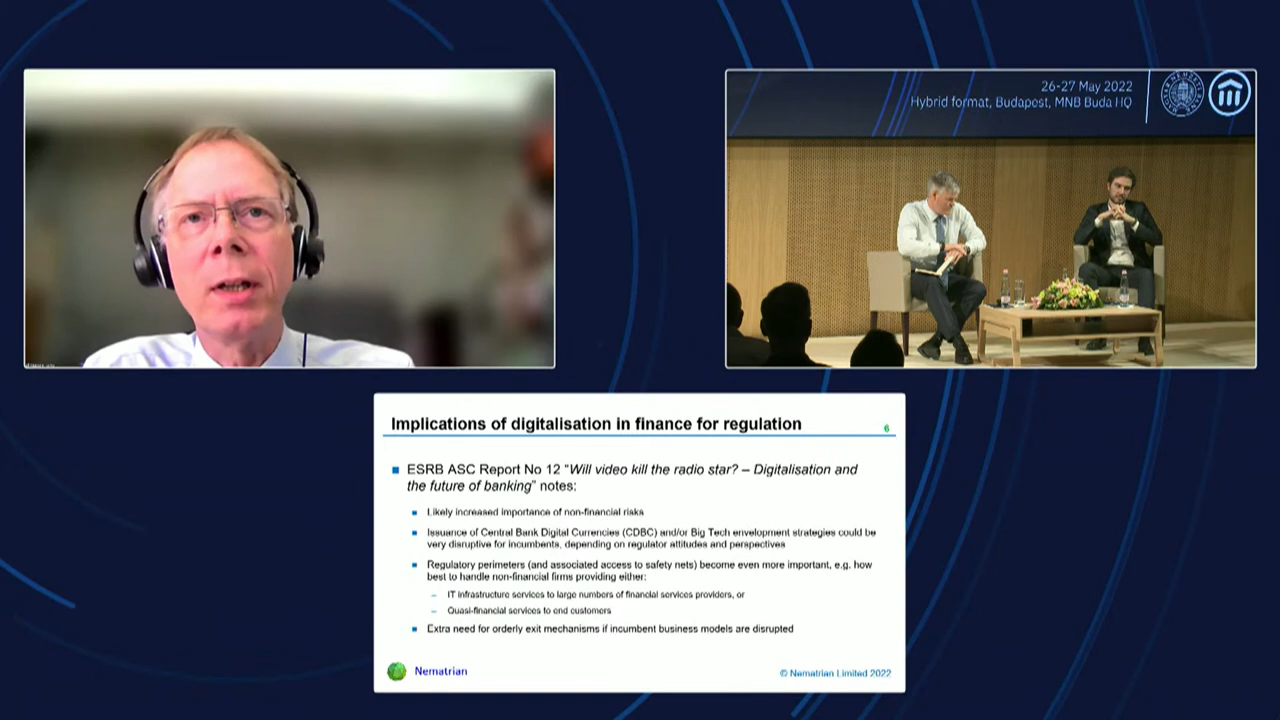 26-27 May 2022
Hybrid format, Budapest, MNB Buda HQ
Implications of digitalisation in finance for regulation
6
ESRB ASC Report No 12 "Will video kill the radio star? – Digitalisation and
the future of banking" notes:
Likely increased importance of non-financial risks
Issuance of Central Bank Digital Currencies (CDBC) and/or Big Tech envelopment strategies could be
very disruptive for incumbents, depending on regulator attitudes and perspectives
Regulatory perimeters (and associated access to safety nets) become even more important, e.g. how
best to handle non-financial firms providing either:
– IT infrastructure services to large numbers of financial services providers, or
– Quasi-financial services to end customers
Extra need for orderly exit mechanisms if incumbent business models are disrupted
Nematrian
© Nematrian Limited 2022